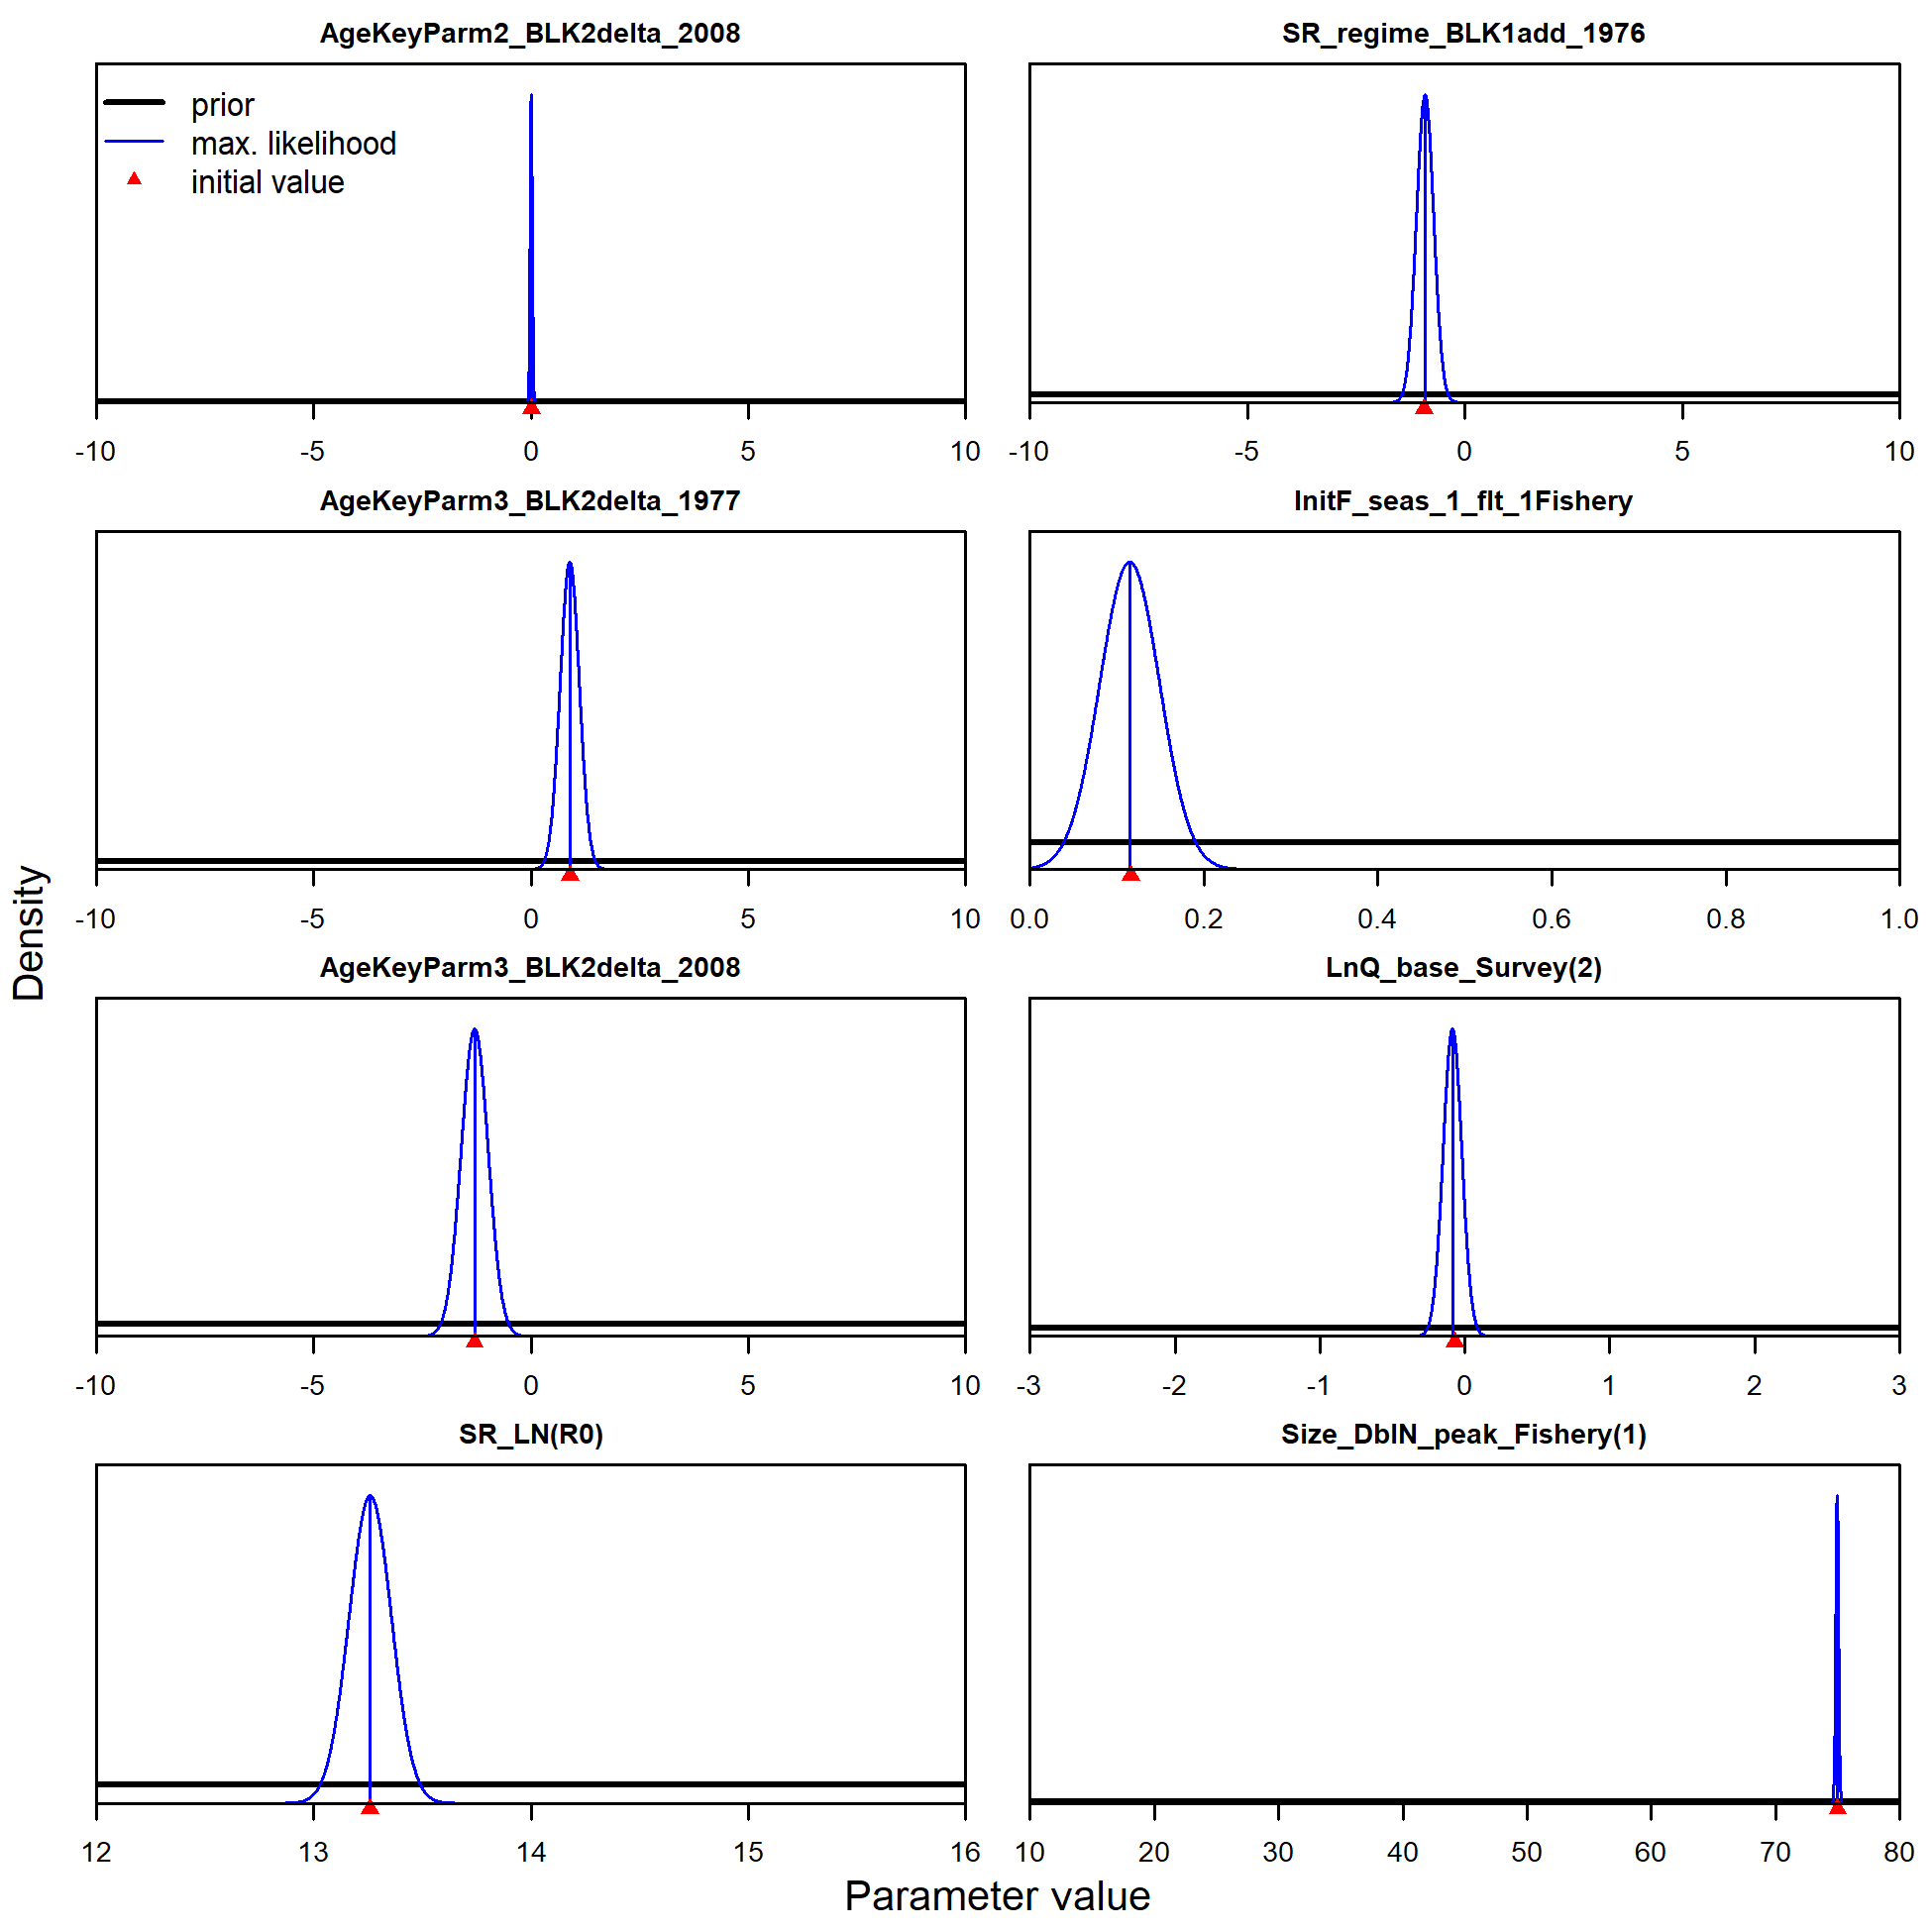 AgeKeyParm2_BLK2delta_2008
prior
max. likelihood
initial value
-10 -5 0 5 10
SR_regime_BLK1add_1976
-10 -5 0 5 10
AgeKeyParm3_BLK2delta_1977
-10 -5 0 5 10
InitF_seas_1_flt_1Fishery
0.0 0.2 0.4 0.6 0.8 1.0
AgeKeyParm3_BLK2delta_2008
-10 -5 0 5 10
LnQ_base_Survey(2)
-3 -2 -1 0 1 2 3
SR_LN(R0)
12 13 14 15 16
Size_DblN_peak_Fishery(1)
10 20 30 40 50 60 70 80
Density
Parameter value